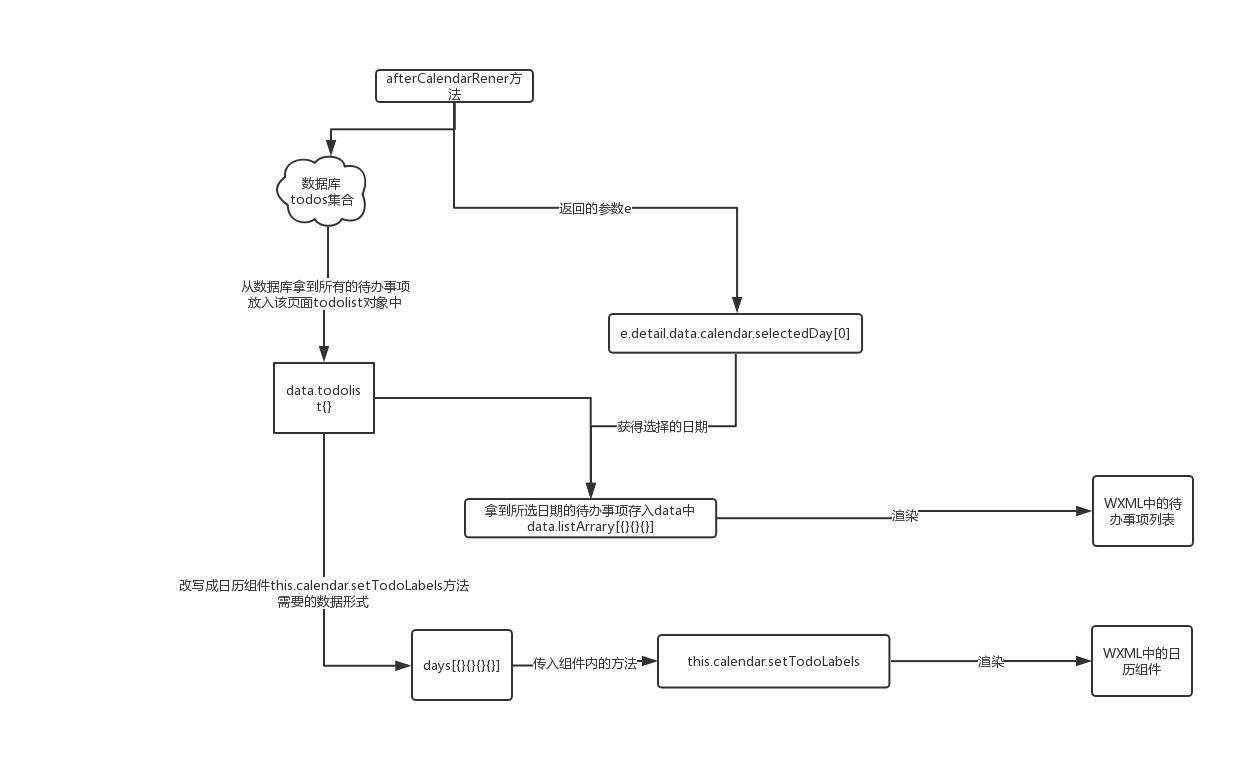 afterCalendarRener方
法
数据库
todos集合
返回的参数e
从数据库拿到所有的待办事项
放入该页面todolist对象中
e.detail.data.calendar.selectedDay[0]
data.todolis
t{}
获得选择的日期
拿到所选日期的待办事项存入data中
data.listArrary[{}{}{}]
渲染
WXML中的待
办事项列表
改写成日历组件this.calendar.setTodoLabels方法
需要的数据形式
days[{}{}{}{}]
传入组件内的方法
this.calendar.setTodoLabels
渲染
WXML中的日
历组件